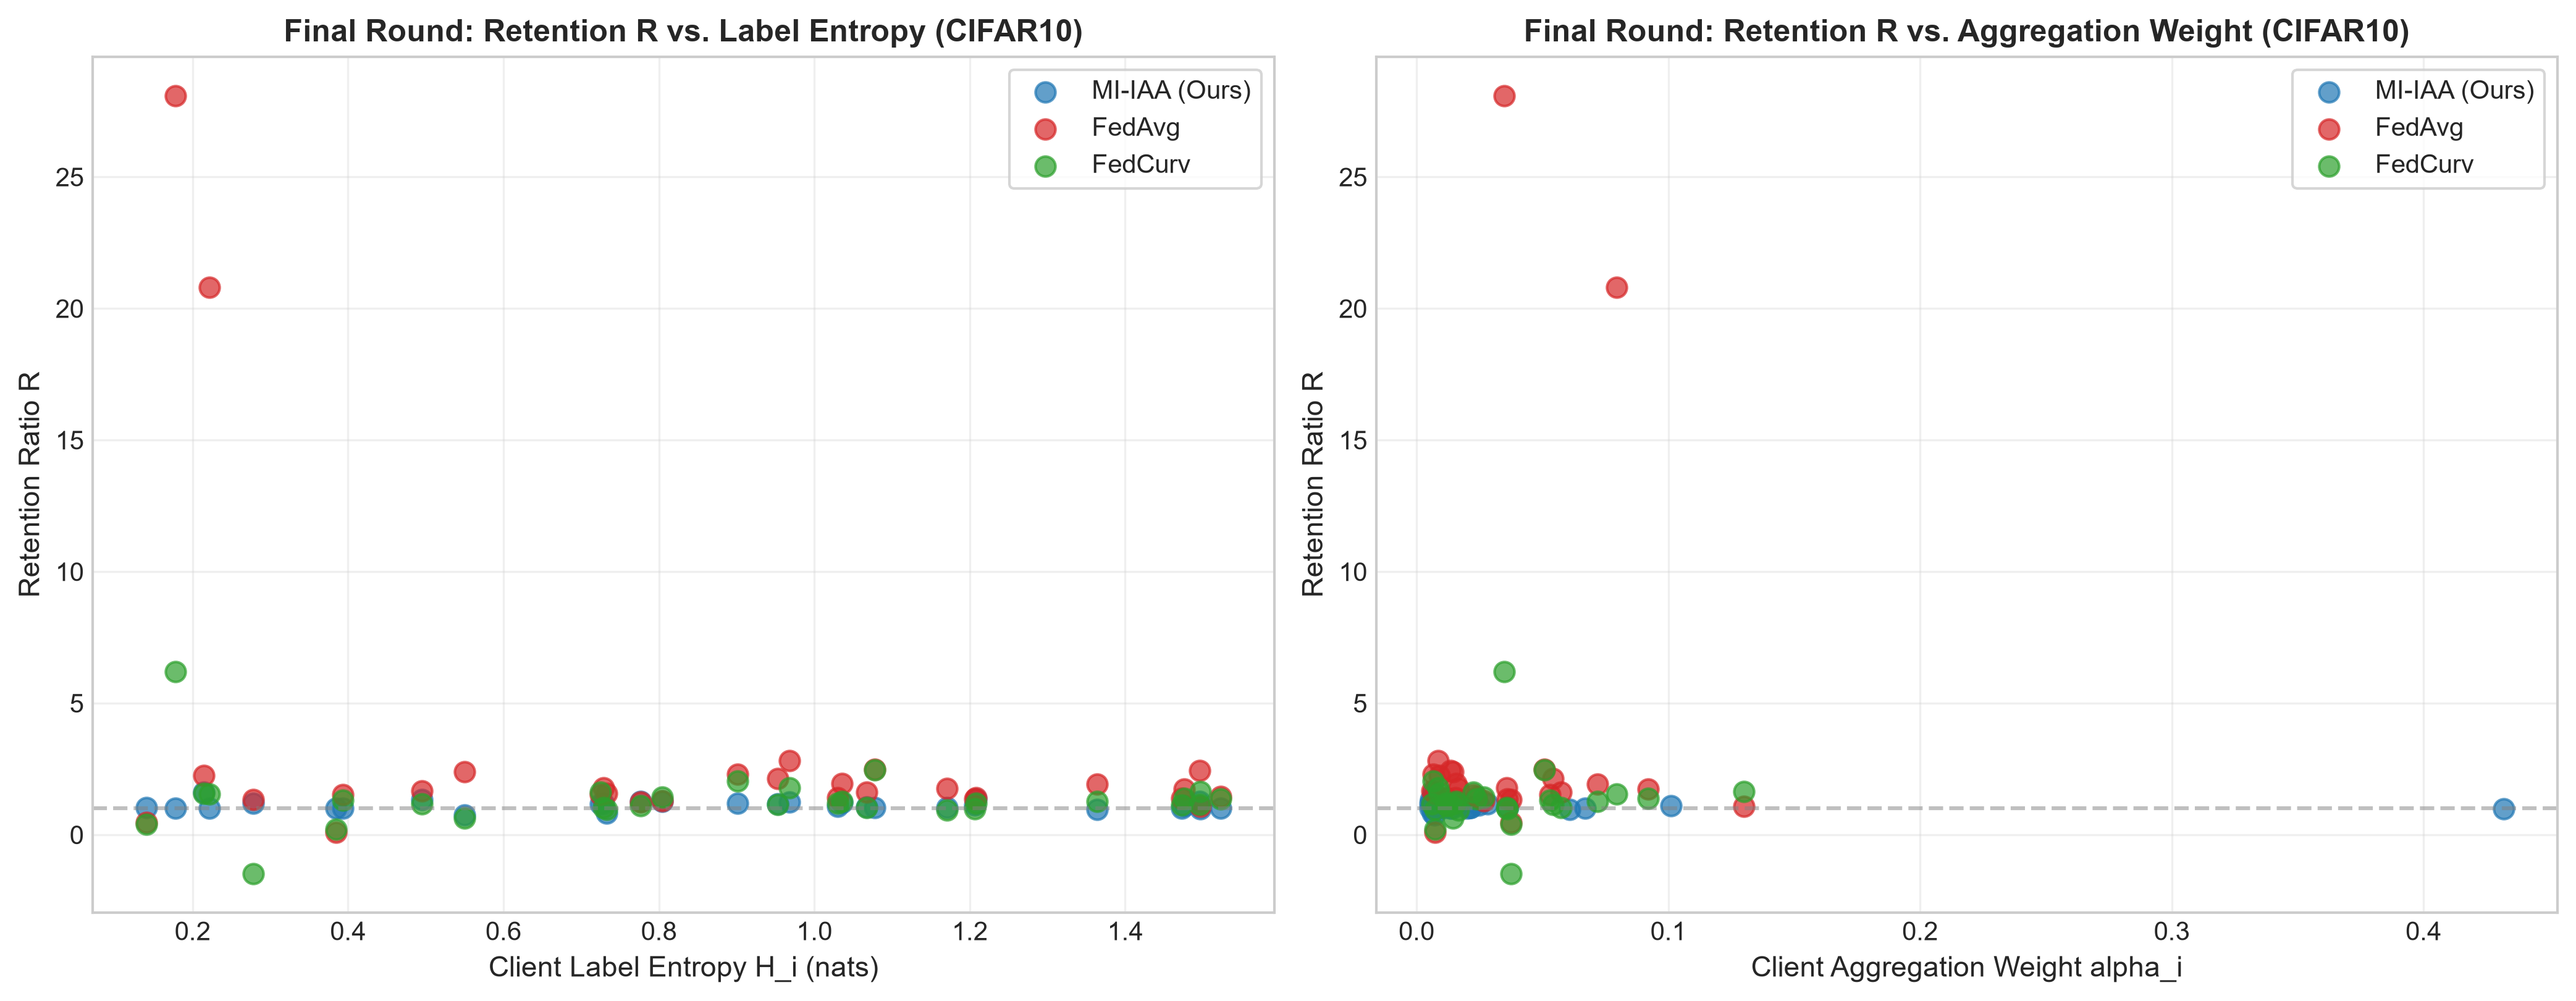 Final Round: Retention R vs. Label Entropy (CIFAR10)
MI-IAA (Ours)
FedAvg
FedCurv
25
20
15
10
5
0
Retention Ratio R
0.2 0.4 0.6 0.8 1.0 1.2 1.4
Client Label Entropy H_i (nats)
Final Round: Retention R vs. Aggregation Weight (CIFAR10)
MI-IAA (Ours)
FedAvg
FedCurv
25
20
15
10
5
0
Retention Ratio R
0.0 0.1 0.2 0.3 0.4
Client Aggregation Weight alpha_i